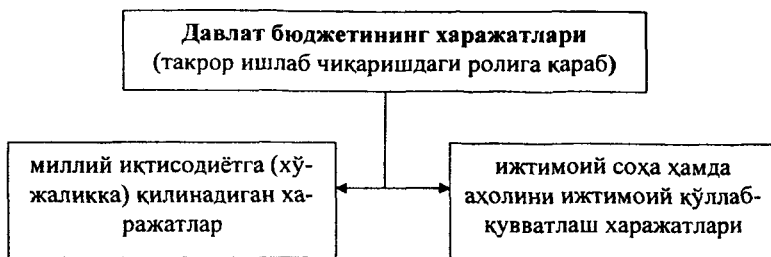 Давлат бюджетининг харажатлари
(такрор ишлаб чиқаришдаги ролига қараб)
миллий иқтисодиётга (хў-
жаликка) қилинадиган ха-
ражатлар
ижтимоий соҳа ҳамда
аҳолини ижтимоий қўллаб-
қувватлаш харажатлари